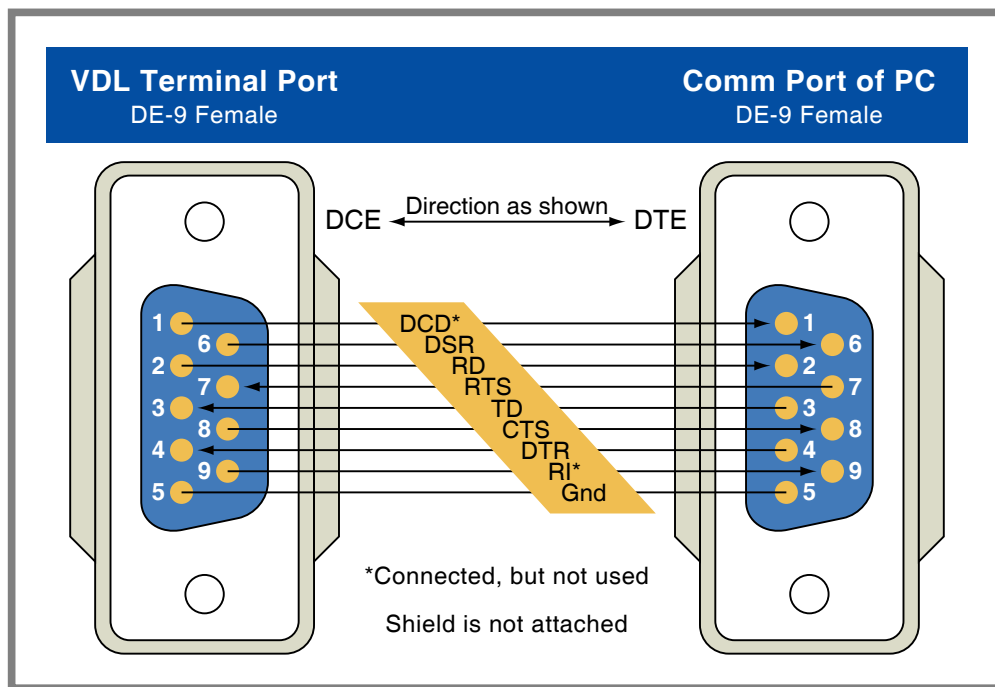 VDL Terminal Port
DE-9 Female
Comm Port of PC
DE-9 Female
DCE
Direction as shown
DTE
1
6
2
7
3
8
4
9
5
DCD*
DSR
RD
RTS
TD
CTS
DTR
RI*
Gnd
1
6
2
7
3
8
4
9
5
*Connected, but not used
Shield is not attached